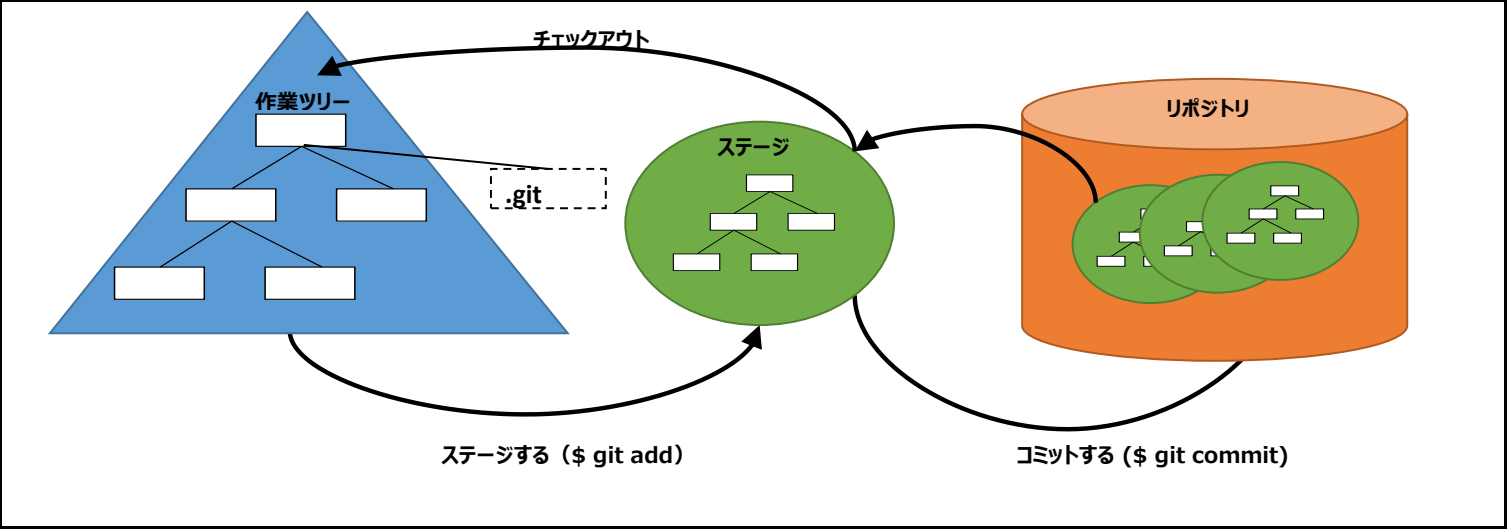 チェックアウト
作業ツリー
リポジトリ
ステージ
.git
ステージする（$ git add）
コミットする ($ git commit)